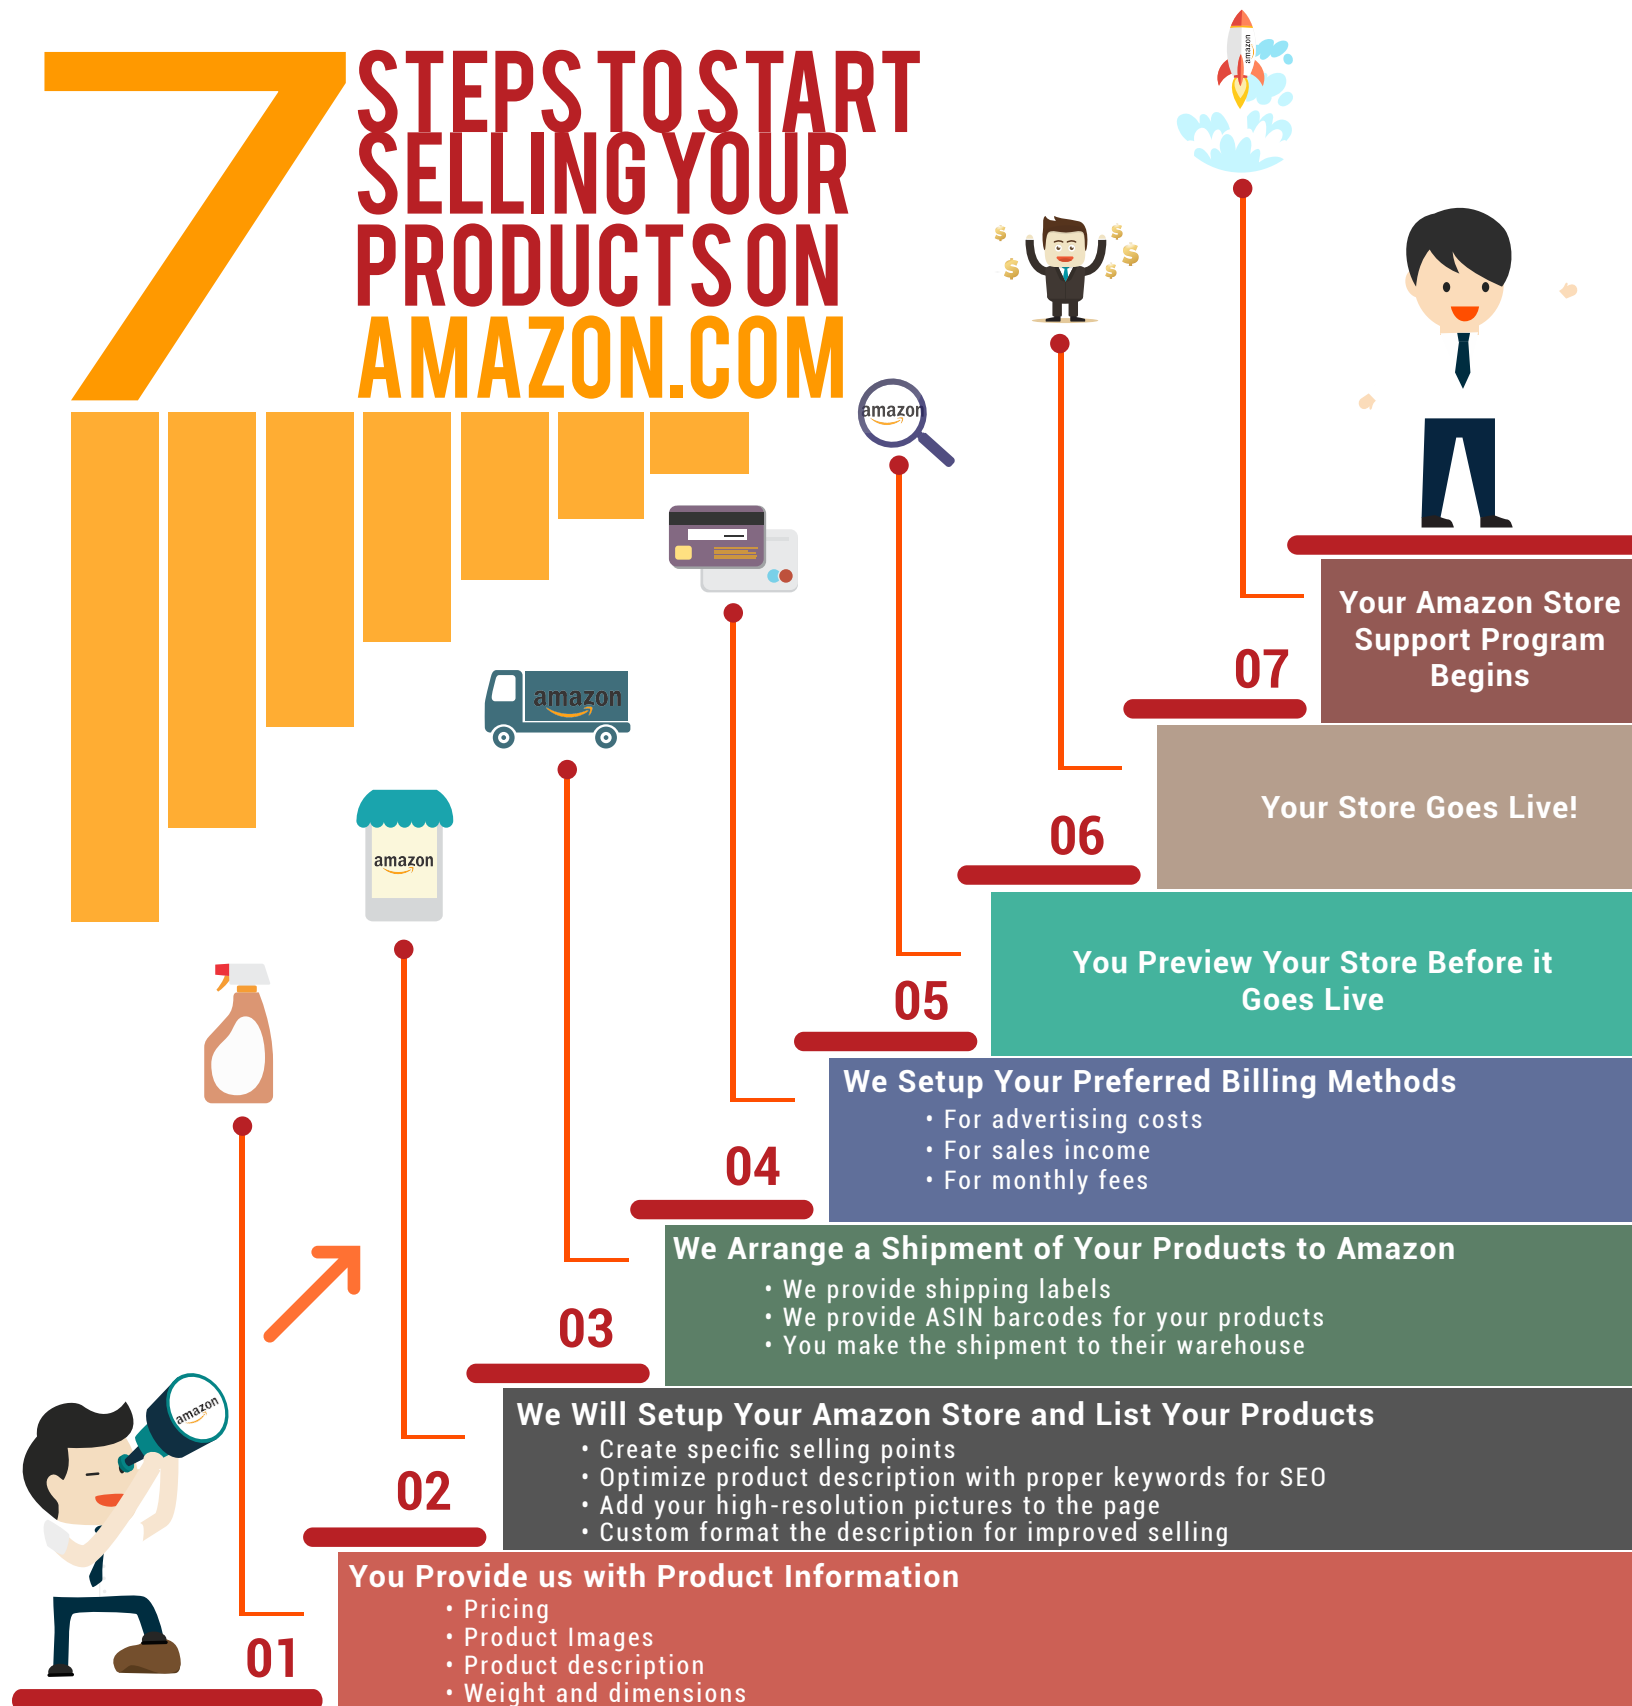 7
STEPS TO START
SELLING YOUR
PRODUCTS ON
AMAZON.COM
amazon
amazon
amazon
amazon
amazon
07
Your Amazon Store
Support Program
Begins
06
Your Store Goes Live!
05
You Preview Your Store Before it
Goes Live
04
We Setup Your Preferred Billing Methods
• For advertising costs
• For sales income
• For monthly fees
03
We Arrange a Shipment of Your Products to Amazon
• We provide shipping labels
• We provide ASIN barcodes for your products
• You make the shipment to their warehouse
02
We Will Setup Your Amazon Store and List Your Products
• Create specific selling points
• Optimize product description with proper keywords for SEO
• Add your high-resolution pictures to the page
• Custom format the description for improved selling
01
You Provide us with Product Information
• Pricing
• Product Images
• Product description
• Weight and dimensions